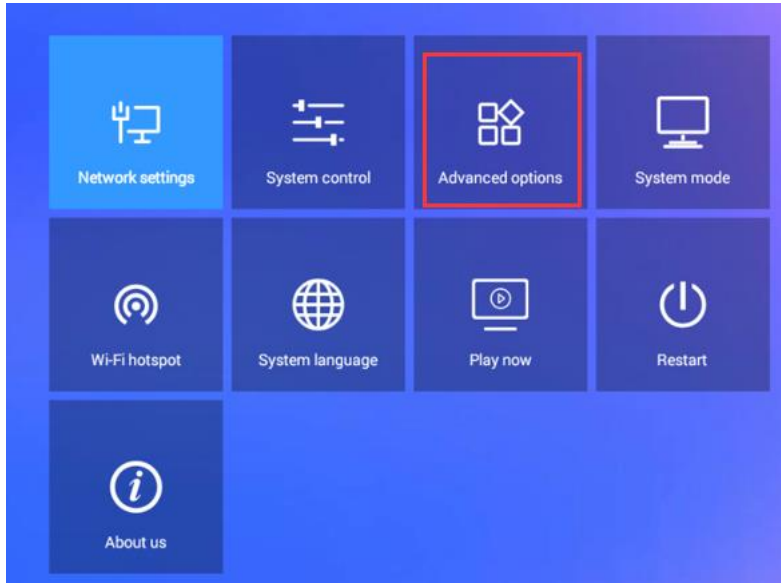 Network settings
System control
Advanced options
System mode
Wi-Fi hotspot
System language
Play now
Restart
About us